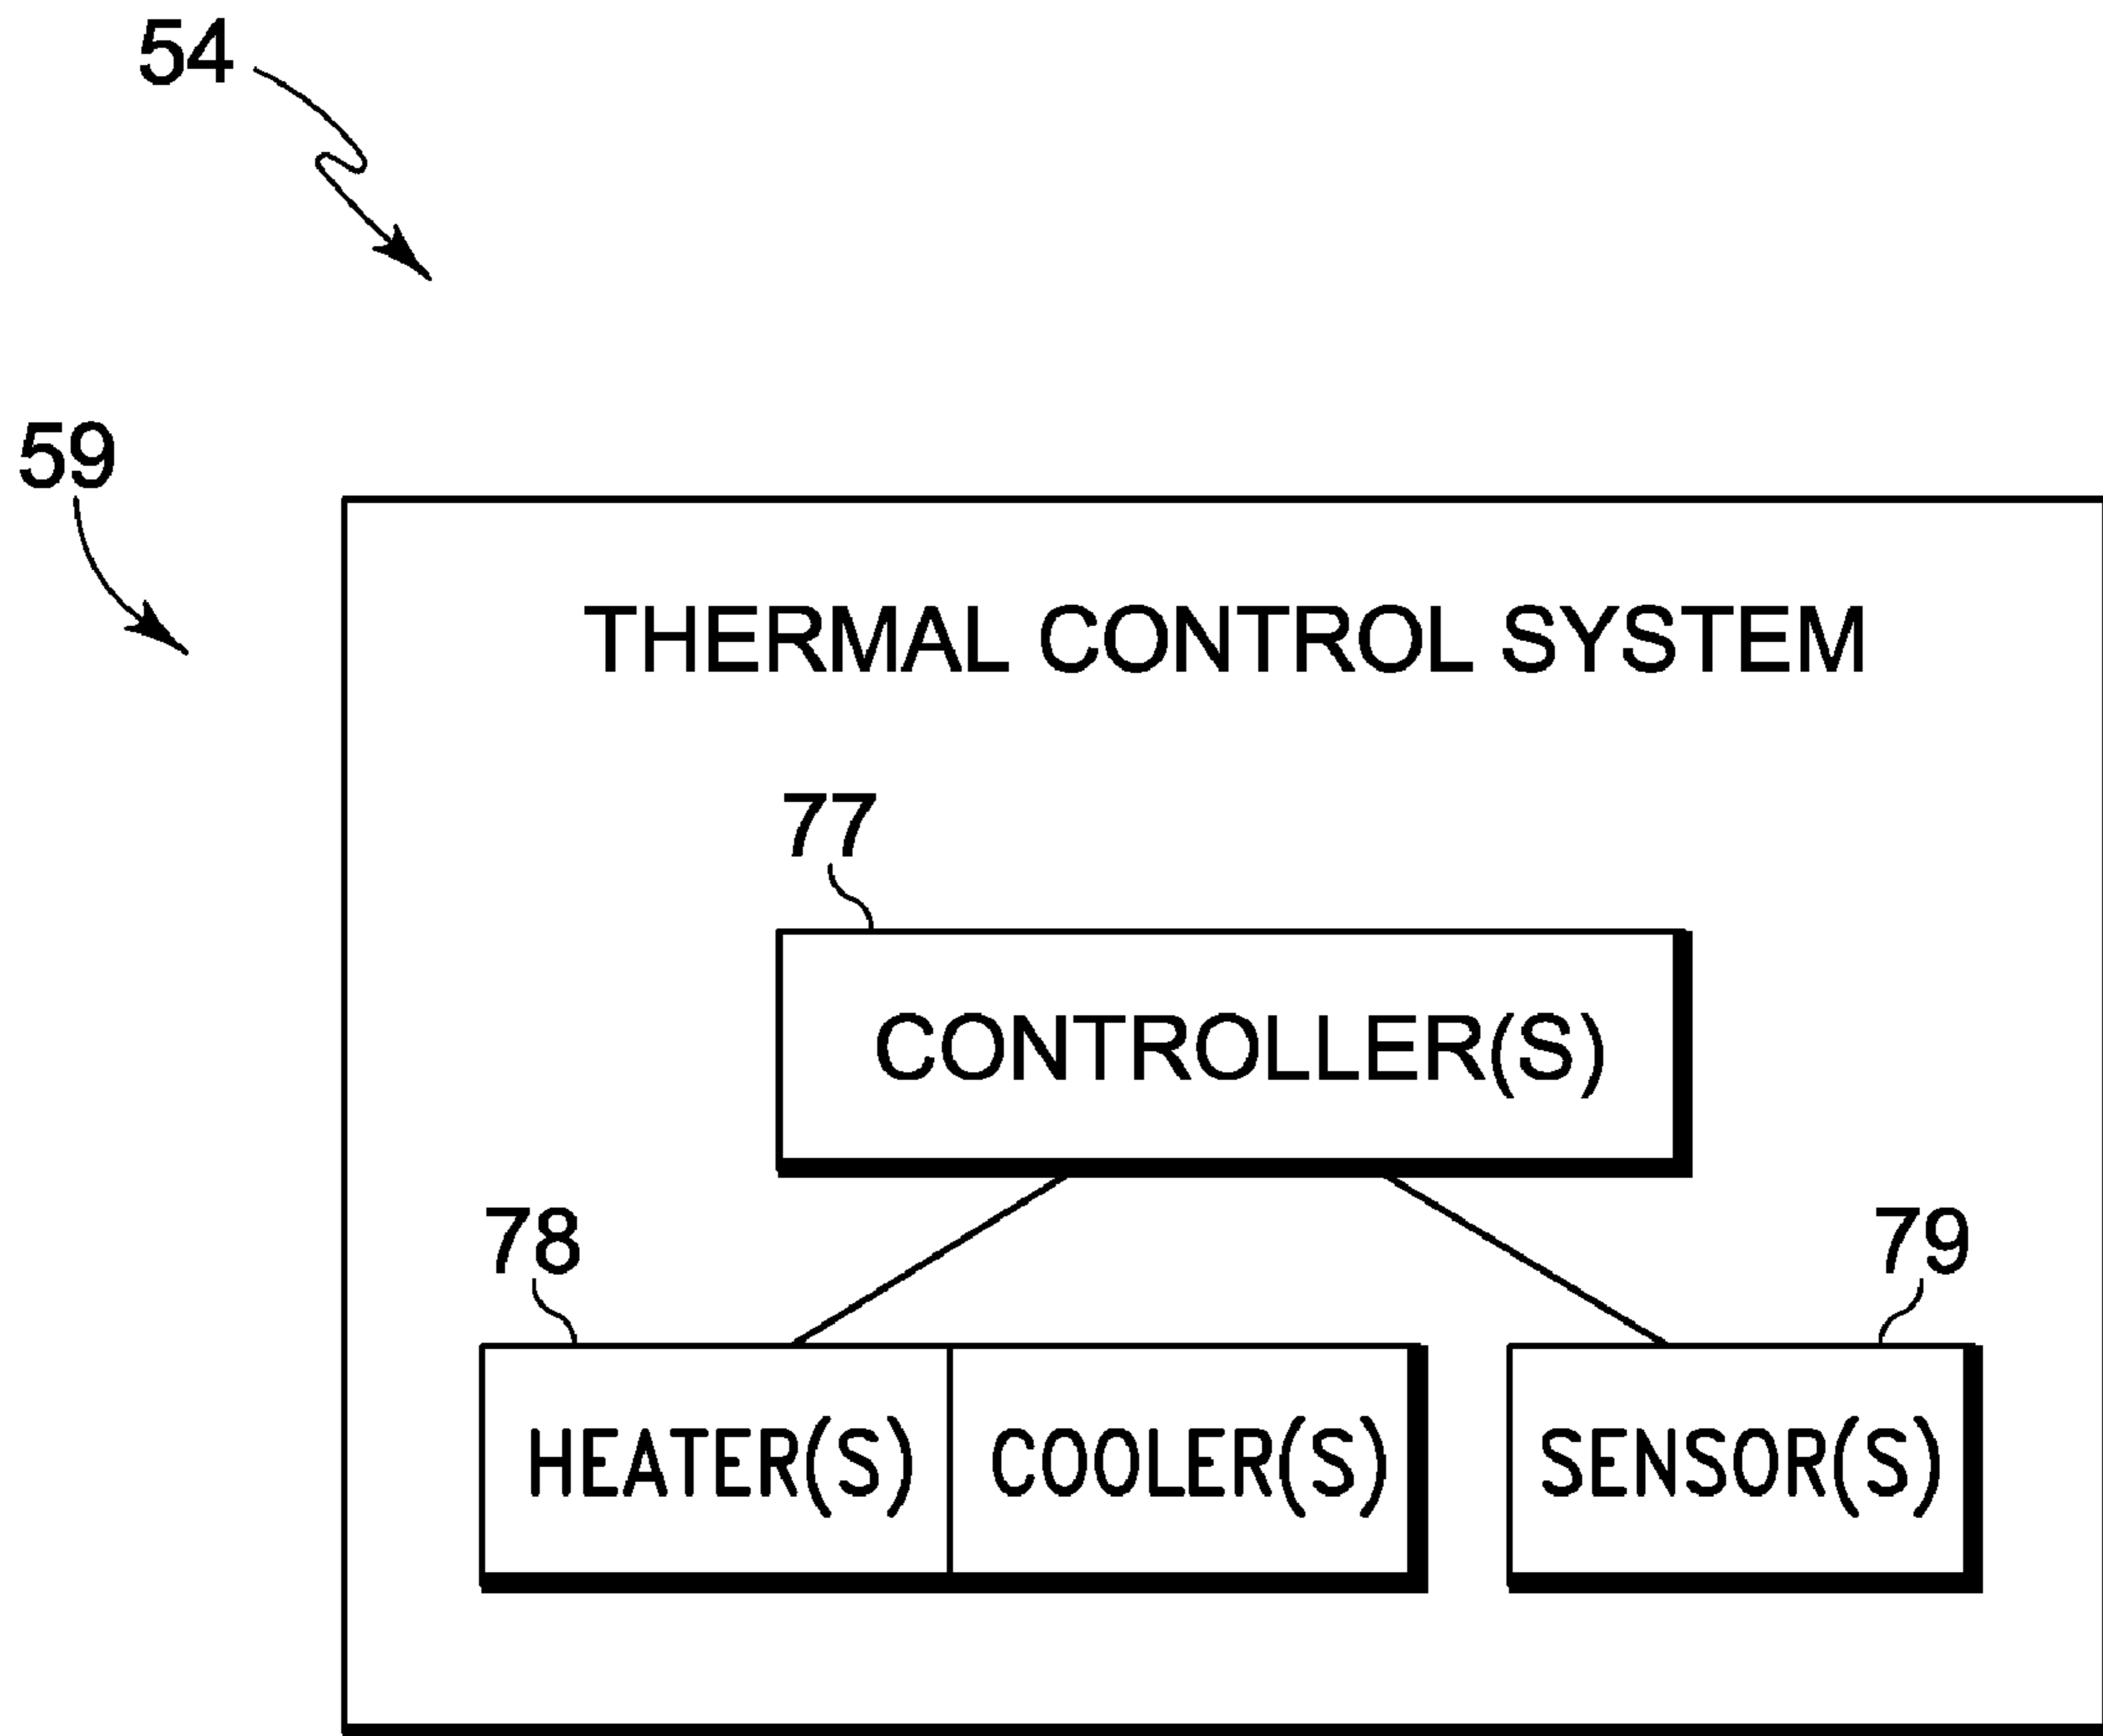 54
59
THERMAL CONTROL SYSTEM
77
CONTROLLER(S)
78
79
HEATER(S)
COOLER(S)
SENSOR(S)